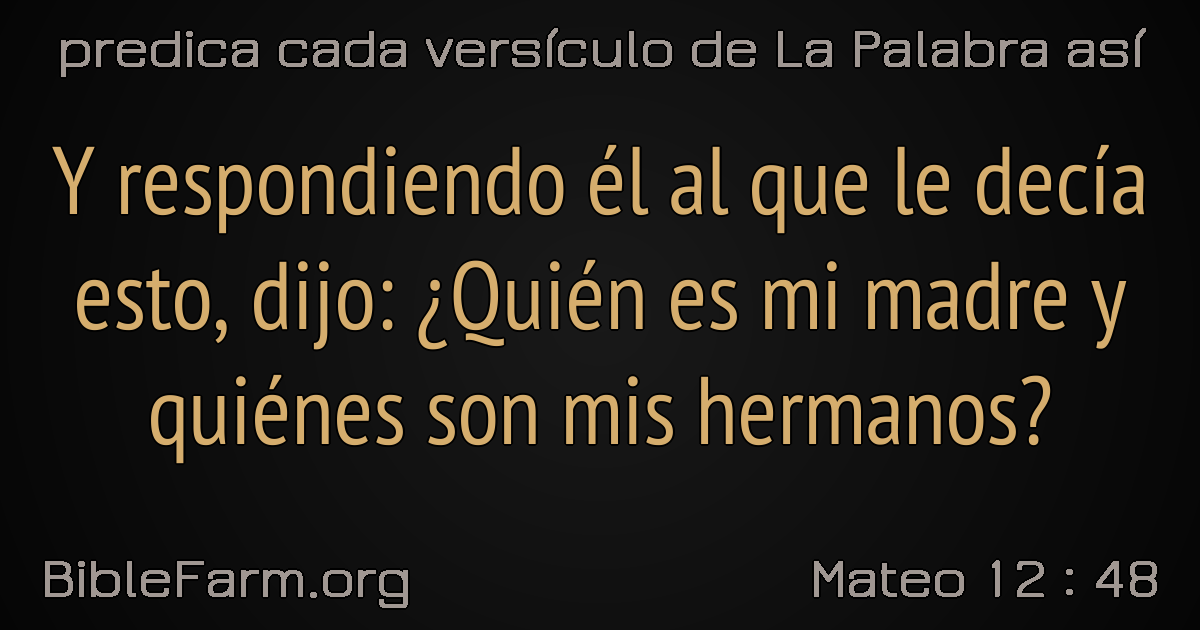 predica cada versículo de La Palabra así
Y respondiendo él al que le decía
esto, dijo: ¿Quién es mi madre y
quiénes son mis hermanos?
BibleFarm.org
Mateo 12 : 48